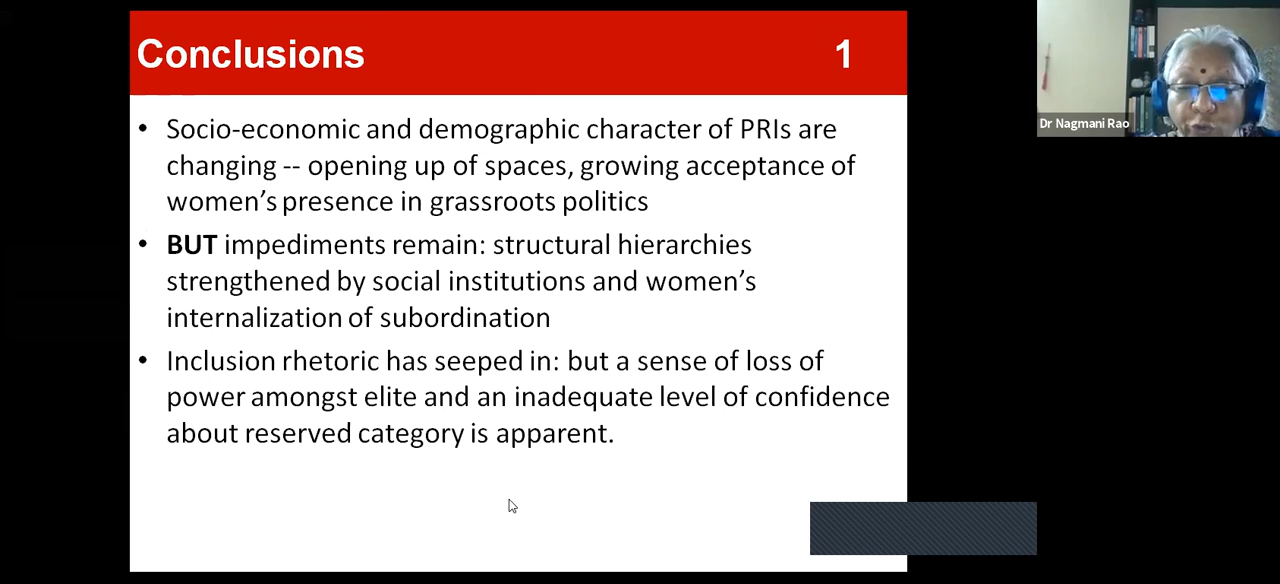 Conclusions 1
• Socio-economic and demographic character of PRIs are
changing -- opening up of spaces, growing acceptance of
women’s presence in grassroots politics
• BUT impediments remain: structural hierarchies
strengthened by social institutions and women’s
internalization of subordination
• Inclusion rhetoric has seeped in: but a sense of loss of
power amongst elite and an inadequate level of confidence
about reserved category is apparent.
Dr Nagmani Rao